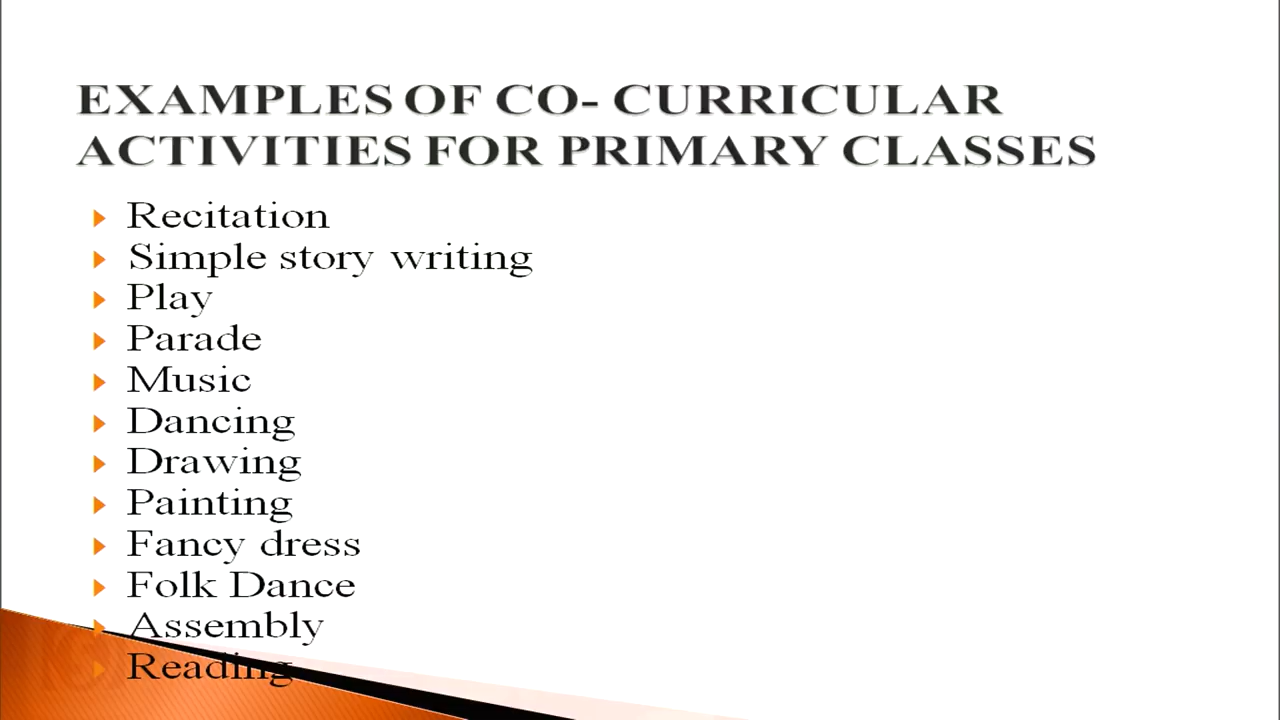 EXAMPLES OF CO- CURRICULAR
ACTIVITIES FOR PRIMARY CLASSES
Recitation
Simple story writing
Play
Parade
Music
Dancing
Drawing
Painting
Fancy dress
Folk Dance
Assembly
Reading